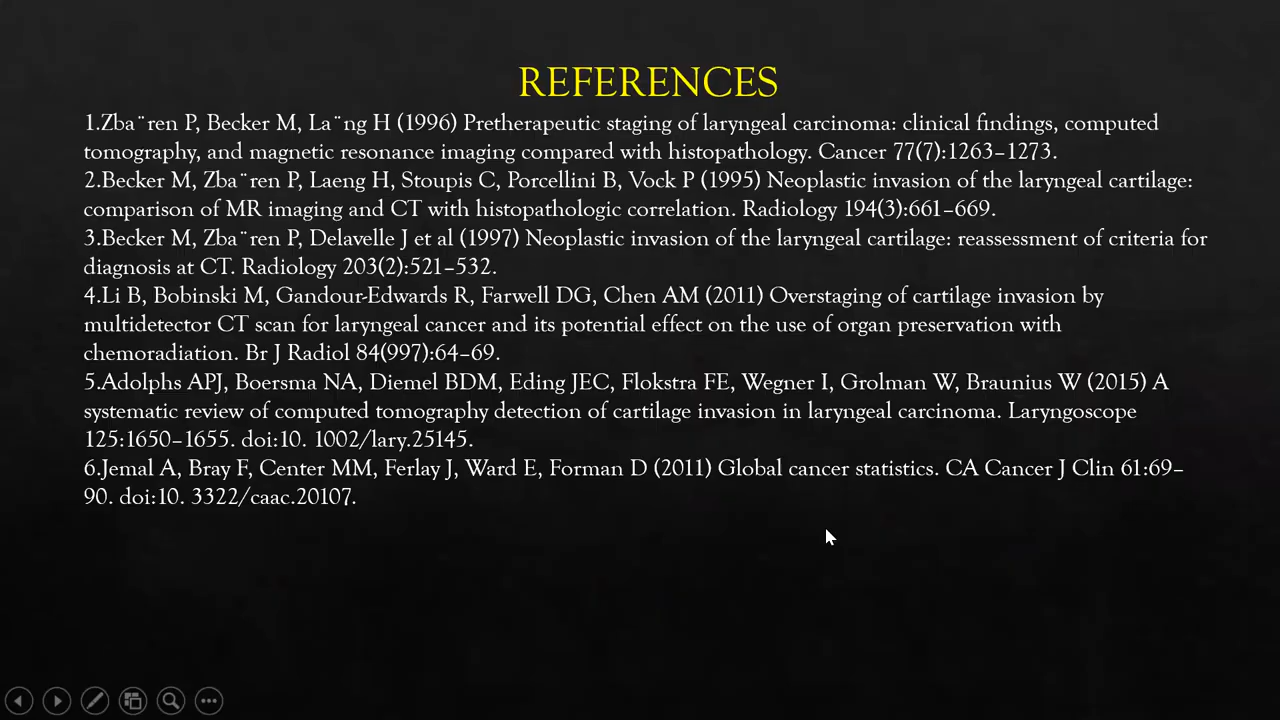 REFERENCES
1.Zba¨ren P, Becker M, La¨ng H (1996) Pretherapeutic staging of laryngeal carcinoma: clinical findings, computed
tomography, and magnetic resonance imaging compared with histopathology. Cancer 77(7):1263–1273.
2.Becker M, Zba¨ren P, Laeng H, Stoupis C, Porcellini B, Vock P (1995) Neoplastic invasion of the laryngeal cartilage:
comparison of MR imaging and CT with histopathologic correlation. Radiology 194(3):661–669.
3.Becker M, Zba¨ren P, Delavelle J et al (1997) Neoplastic invasion of the laryngeal cartilage: reassessment of criteria for
diagnosis at CT. Radiology 203(2):521–532.
4.Li B, Bobinski M, Gandour-Edwards R, Farwell DG, Chen AM (2011) Overstaging of cartilage invasion by
multidetector CT scan for laryngeal cancer and its potential effect on the use of organ preservation with
chemoradiation. Br J Radiol 84(997):64–69.
5.Adolphs APJ, Boersma NA, Diemel BDM, Eding JEC, Flokstra FE, Wegner I, Grolman W, Braunius W (2015) A
systematic review of computed tomography detection of cartilage invasion in laryngeal carcinoma. Laryngoscope
125:1650–1655. doi:10. 1002/lary.25145.
6.Jemal A, Bray F, Center MM, Ferlay J, Ward E, Forman D (2011) Global cancer statistics. CA Cancer J Clin 61:69–
90. doi:10. 3322/caac.20107.